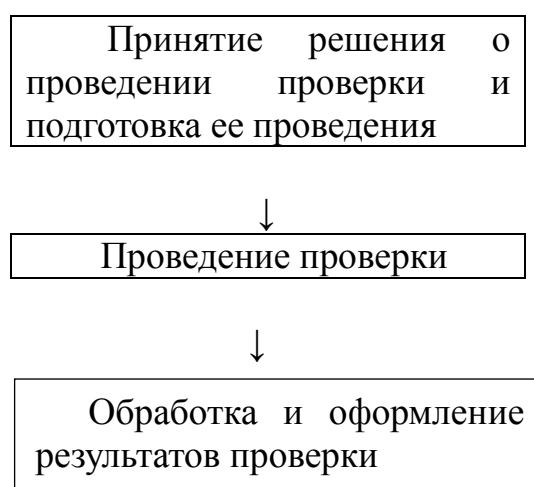 Принятие решения о
проведении проверки и
подготовка ее проведения
↓
Проведение проверки
↓
Обработка и оформление
результатов проверки